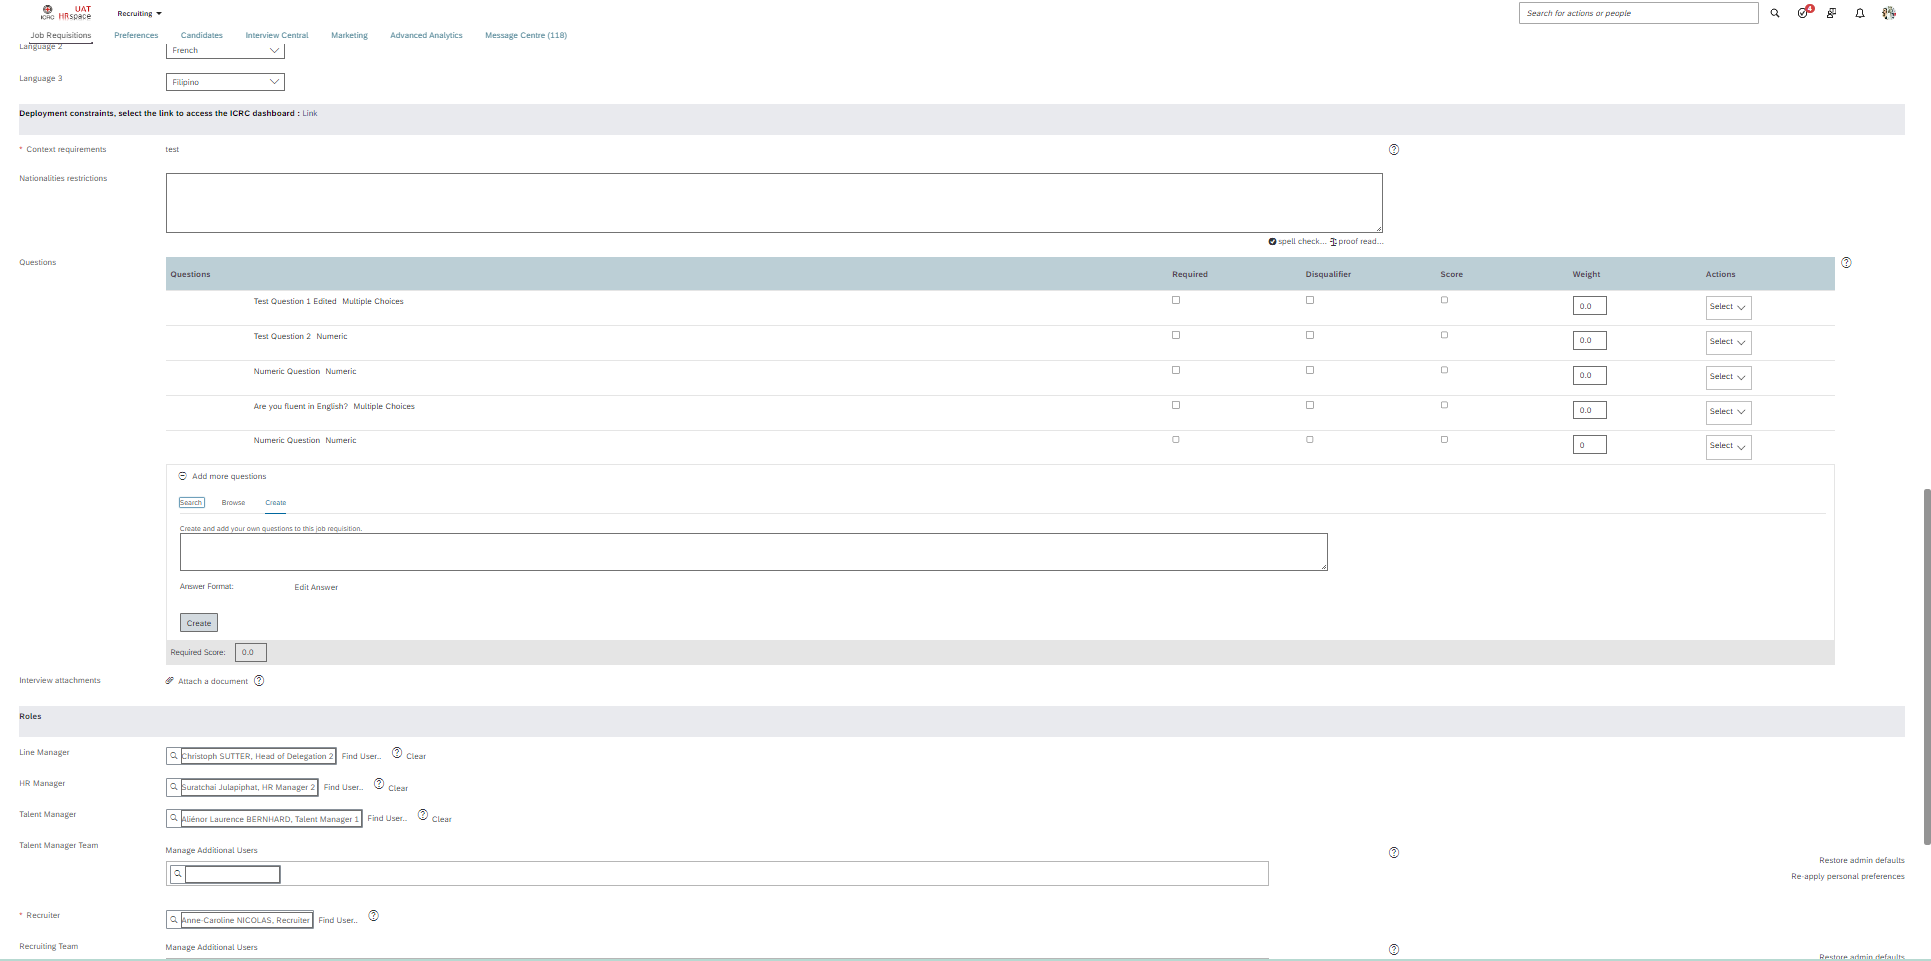 ICRC UAT HRspace Recruiting Search for actions or people 4
Job Requisitions Preferences Candidates Interview Central Marketing Advanced Analytics Message Centre (118)
Language 2 French
Language 3 Filipino
Deployment constraints, select the link to access the ICRC dashboard : Link
* Context requirements test
Nationalities restrictions
spell check... proof read...
Questions
Questions Required Disqualifier Score Weight Actions
Test Question 1 Edited Multiple Choices 0.0 Select
Test Question 2 Numeric 0.0 Select
Numeric Question Numeric 0.0 Select
Are you fluent in English? Multiple Choices 0.0 Select
Numeric Question Numeric 0 Select
Add more questions
Search Browse Create
Create and add your own questions to this job requisition.
Answer Format: Edit Answer
Create
Required Score: 0.0
Interview attachments Attach a document
Roles
Line Manager Christoph SUTTER, Head of Delegation 2 Find User.. Clear
HR Manager Suratchai Julapiphat, HR Manager 2 Find User.. Clear
Talent Manager Aliénor Laurence BERNHARD, Talent Manager 1 Find User.. Clear
Talent Manager Team Manage Additional Users
Restore admin defaults
Re-apply personal preferences
* Recruiter Anne-Caroline NICOLAS, Recruiter Find User..
Recruiting Team Manage Additional Users
Restore admin defaults